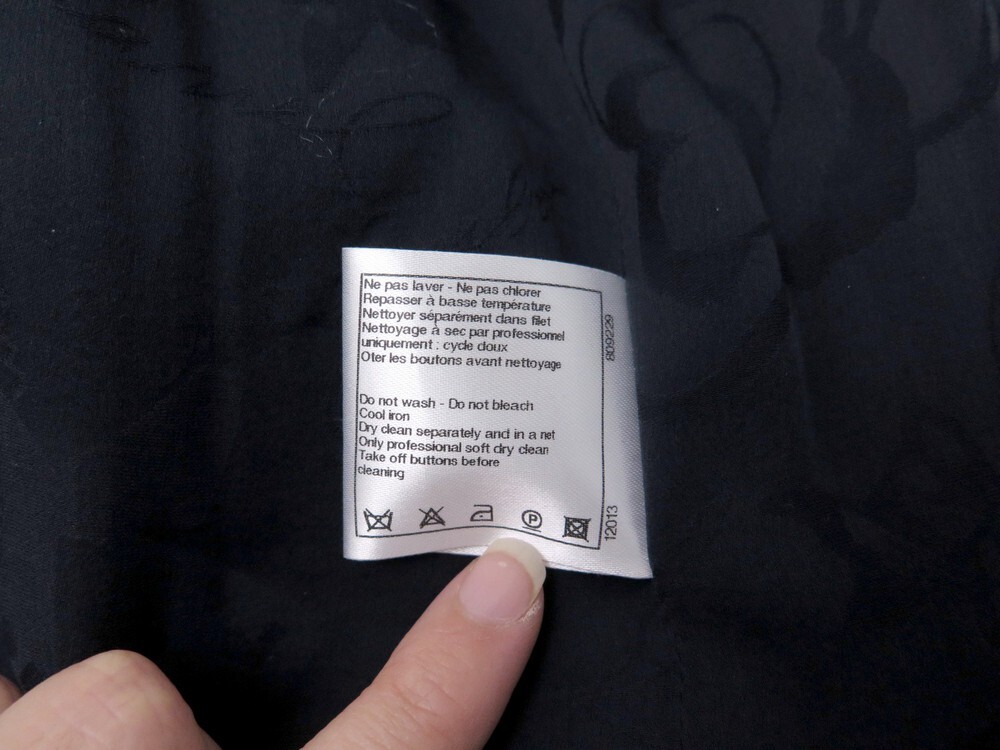 Ne pas laver - Ne pas chlorer
Repasser à basse température
Nettoyer séparément dans filet
Nettoyage à sec par professionnel
uniquement : cycle doux
Oter les boutons avant nettoyage
Do not wash - Do not bleach
Cool iron
Dry clean separately and in a net
Only professional soft dry clean
Take off buttons before
cleaning
P
809229
12013